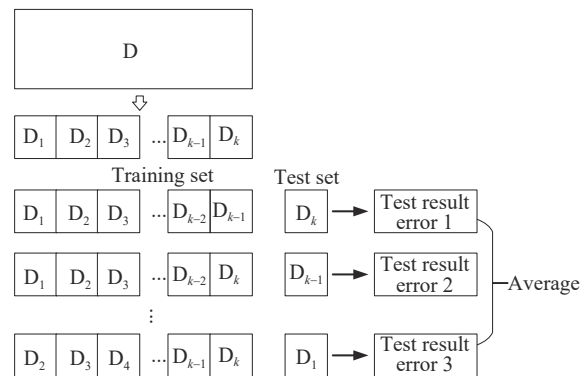 D
D₁ D₂ D₃ ... Dₖ₋₁ Dₖ
Training set Test set
D₁ D₂ D₃ ... Dₖ₋₂ Dₖ₋₁ Dₖ Test result
error 1
D₁ D₂ D₃ ... Dₖ₋₂ Dₖ Dₖ₋₁ Test result
error 2
Average
⋮
D₂ D₃ D₄ ... Dₖ₋₁ Dₖ D₁ Test result
error 3